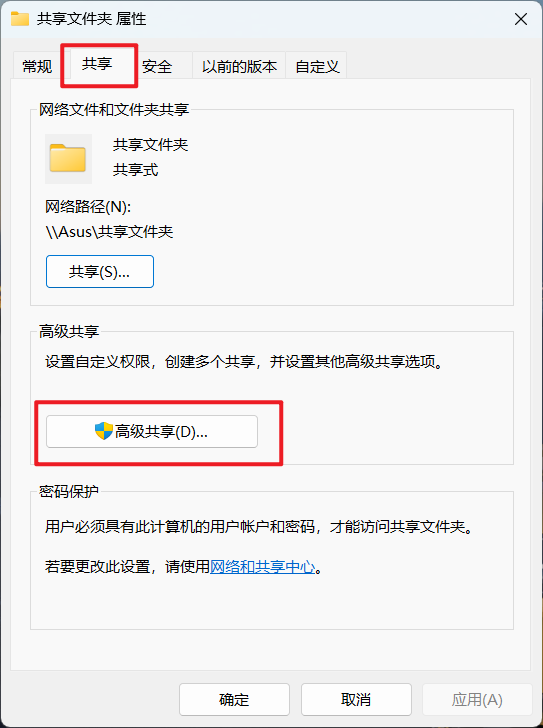 共享文件夹 属性
常规
共享
安全
以前的版本
自定义
网络文件和文件夹共享
共享文件夹
共享式
网络路径(N):
\\Asus\共享文件夹
共享(S)...
高级共享
设置自定义权限，创建多个共享，并设置其他高级共享选项。
高级共享(D)...
密码保护
用户必须具有此计算机的用户帐户和密码，才能访问共享文件夹。
若要更改此设置，请使用网络和共享中心。
确定
取消
应用(A)